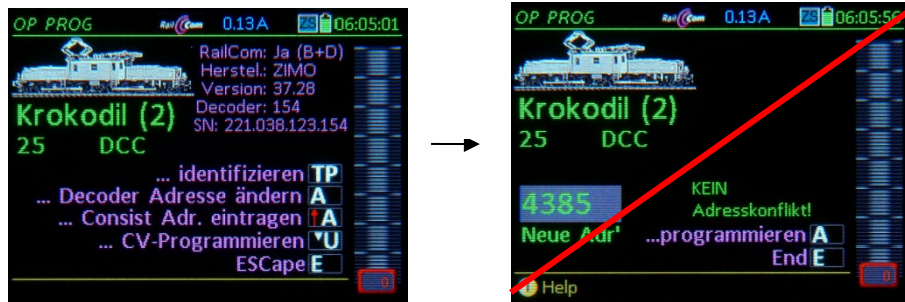 OP PROG RailCom 0.13A ZS 06:05:01
RailCom: Ja (B+D)
Herstel.: ZIMO
Version: 37.28
Decoder: 154
SN: 221.038.123.154
Krokodil (2)
25 DCC
... identifizieren TP
... Decoder Adresse ändern A
... Consist Adr. eintragen ↑A
... CV-Programmieren ▼U
ESCape E
0
OP PROG RailCom 0.13A ZS 06:05:56
Krokodil (2)
25 DCC
4385
KEIN
Adresskonflikt!
Neue Adr' ...programmieren A
End E
0
Help